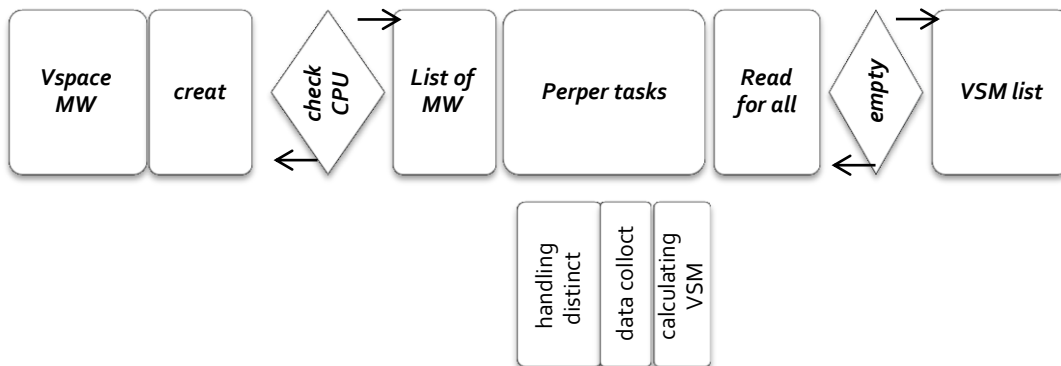 Vspace
MW
creat
check
CPU
List of
MW
Perper tasks
Read
for all
empty
VSM list
handling
distinct
data colloct
calculating
VSM